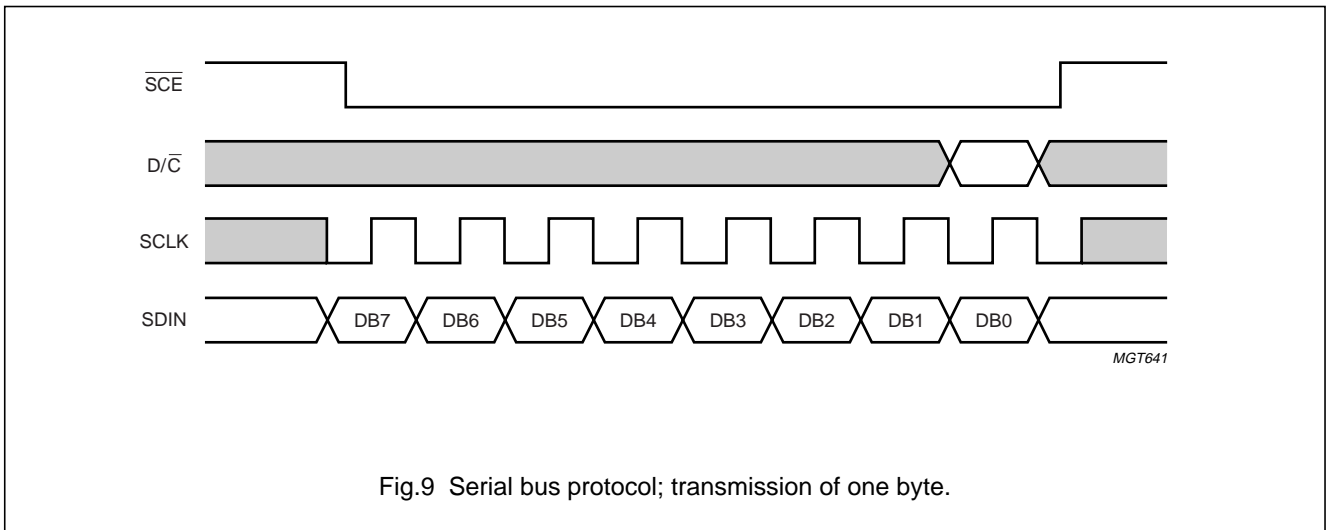 S̅C̅E̅
D/C̅
SCLK
SDIN DB7 DB6 DB5 DB4 DB3 DB2 DB1 DB0
MGT641
Fig.9 Serial bus protocol; transmission of one byte.